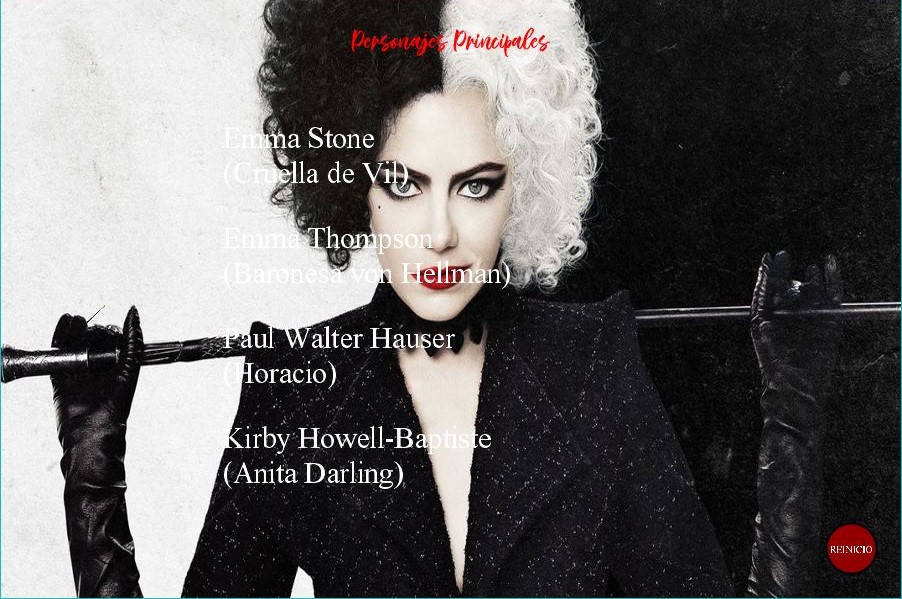 Personajes Principales
Emma Stone
(Cruella de Vil)
Emma Thompson
(Baronesa von Hellman)
Paul Walter Hauser
(Horacio)
Kirby Howell-Baptiste
(Anita Darling)
REINICIO